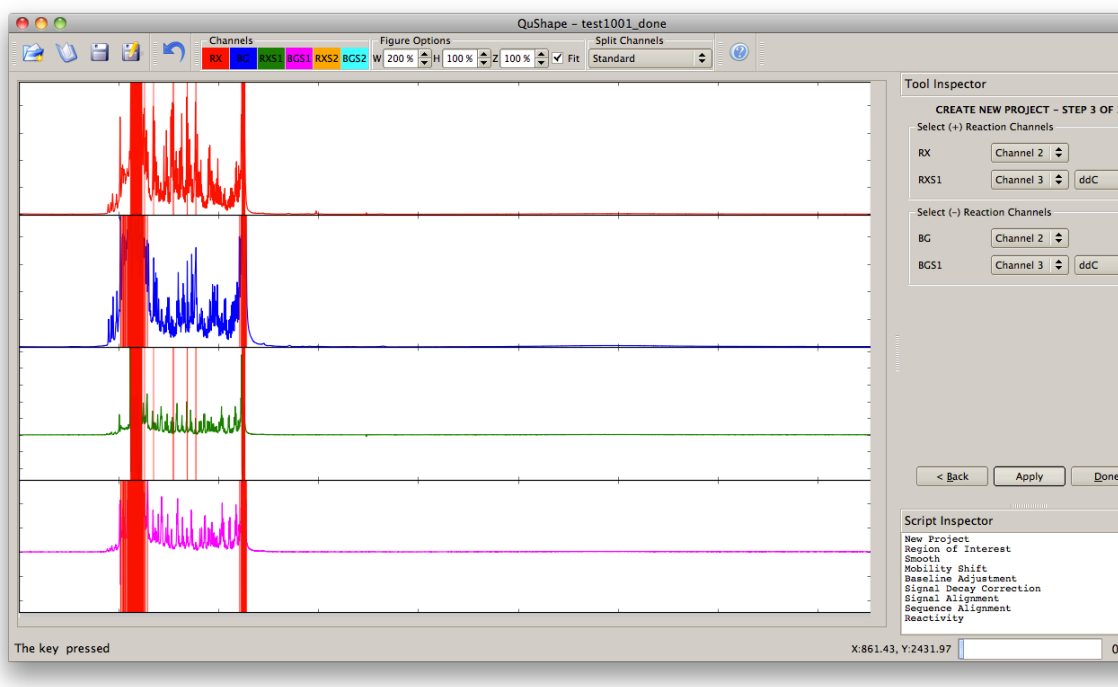 QuShape - test1001_done
Channels
RX BG RXS1 BGS1 RXS2 BGS2
Figure Options
W 200 % H 100 % Z 100 % Fit
Split Channels
Standard
Tool Inspector
CREATE NEW PROJECT - STEP 3 OF
Select (+) Reaction Channels
RX Channel 2
RXS1 Channel 3 ddC
Select (-) Reaction Channels
BG Channel 2
BGS1 Channel 3 ddC
< Back Apply Done
Script Inspector
New Project
Region of Interest
Smooth
Mobility Shift
Baseline Adjustment
Signal Decay Correction
Signal Alignment
Sequence Alignment
Reactivity
The key pressed
X:861.43, Y:2431.97 0